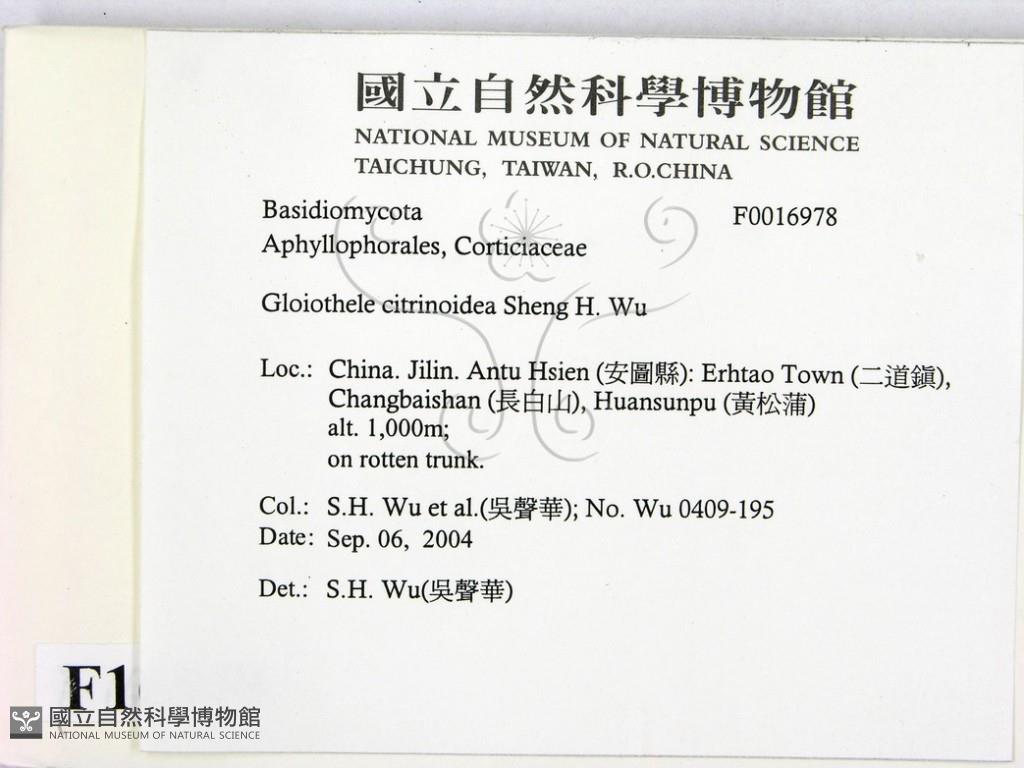 國立自然科學博物館
NATIONAL MUSEUM OF NATURAL SCIENCE
TAICHUNG, TAIWAN, R.O.CHINA
Basidiomycota F0016978
Aphyllophorales, Corticiaceae
Gloiothele citrinoidea Sheng H. Wu
Loc.: China. Jilin. Antu Hsien (安圖縣): Erhtao Town (二道鎭),
Changbaishan (長白山), Huansunpu (黃松蒲)
alt. 1,000m;
on rotten trunk.
Col.: S.H. Wu et al.(吳聲華); No. Wu 0409-195
Date: Sep. 06, 2004
Det.: S.H. Wu(吳聲華)
F1
國立自然科學博物館
NATIONAL MUSEUM OF NATURAL SCIENCE